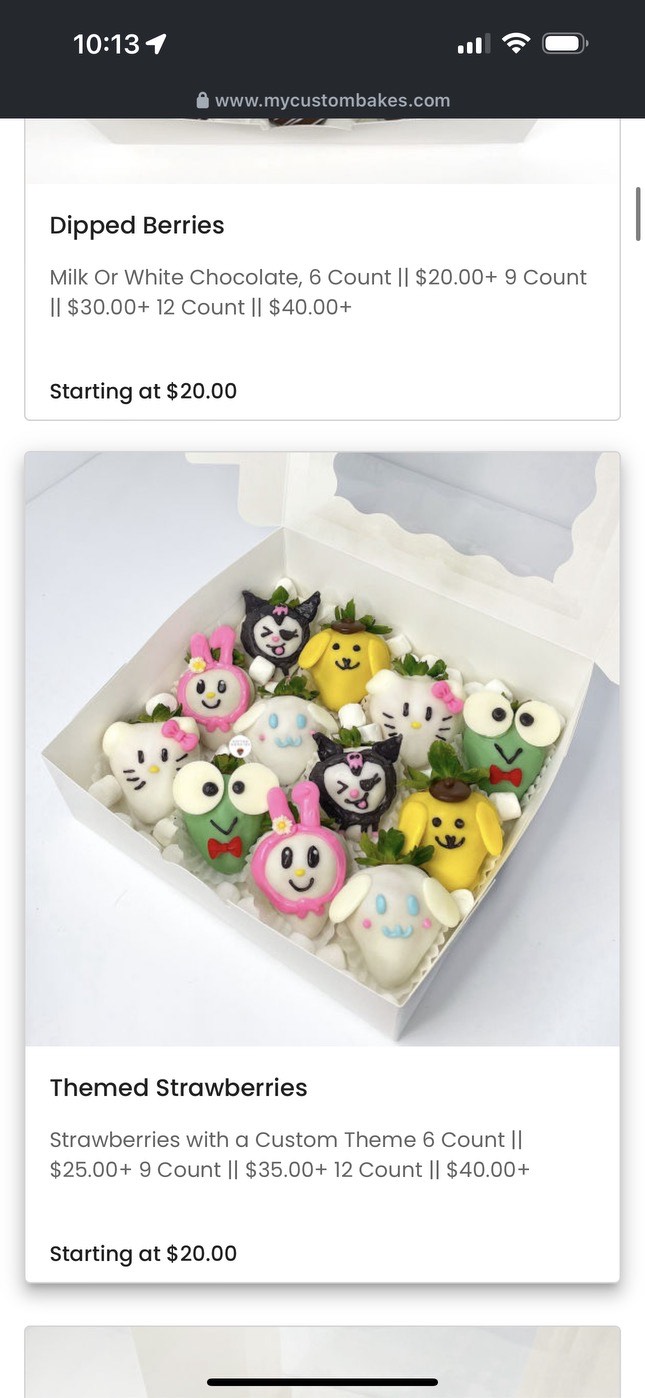 10:13
www.mycustombakes.com
Dipped Berries
Milk Or White Chocolate, 6 Count || $20.00+ 9 Count
|| $30.00+ 12 Count || $40.00+
Starting at $20.00
Themed Strawberries
Strawberries with a Custom Theme 6 Count ||
$25.00+ 9 Count || $35.00+ 12 Count || $40.00+
Starting at $20.00